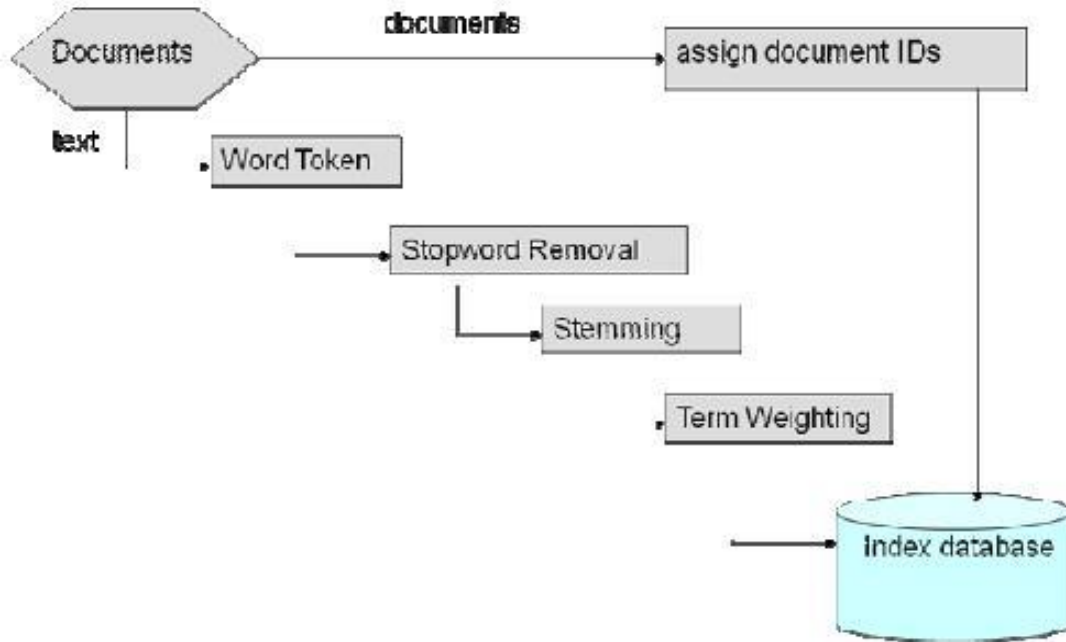 documents
Documents
assign document IDs
text
Word Token
Stopword Removal
Stemming
Term Weighting
Index database